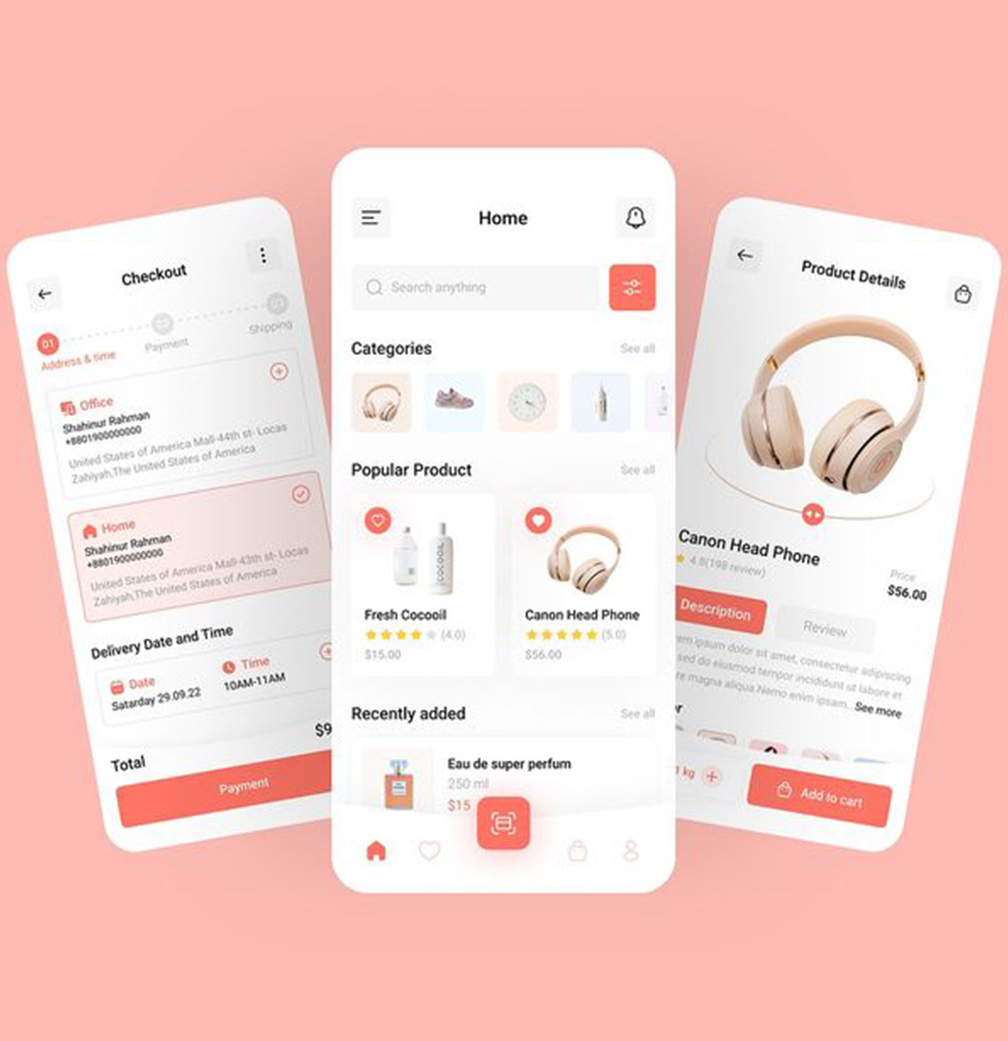 Checkout
01
02
03
Address & time
Payment
Shipping
Office
Shahinur Rahman
+8801900000000
United States of America Mall-44th st- Locas
Zahiyah,The United States of America
Home
Shahinur Rahman
+8801900000000
United States of America Mall-43th st- Locas
Zahiyah,The United States of America
Delivery Date and Time
Date
Satarday 29.09.22
Time
10AM-11AM
Total
$9
Payment
Home
Search anything
Categories
See all
Popular Product
See all
COCOOIL
Fresh Cocooil
(4.0)
$15.00
Canon Head Phone
(5.0)
$56.00
Recently added
See all
Eau de super perfum
250 ml
$15
Product Details
Canon Head Phone
4.8(198 review)
Price
$56.00
Description
Review
em ipsum dolor sit amet, consectetur adipiscing
sed do eiusmod tempor incididunt ut labore et
re magna aliqua Nemo enim ipsam.. See more
or
1 kg
Add to cart